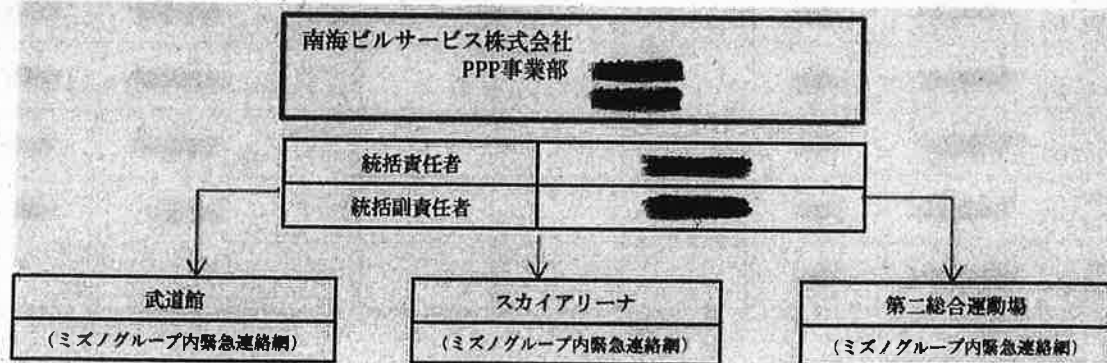 南海ビルサービス株式会社
PPP事業部
統括責任者
統括副責任者
武道館
(ミズノグループ内緊急連絡網)
スカイアリーナ
(ミズノグループ内緊急連絡網)
第二総合運動場
(ミズノグループ内緊急連絡網)